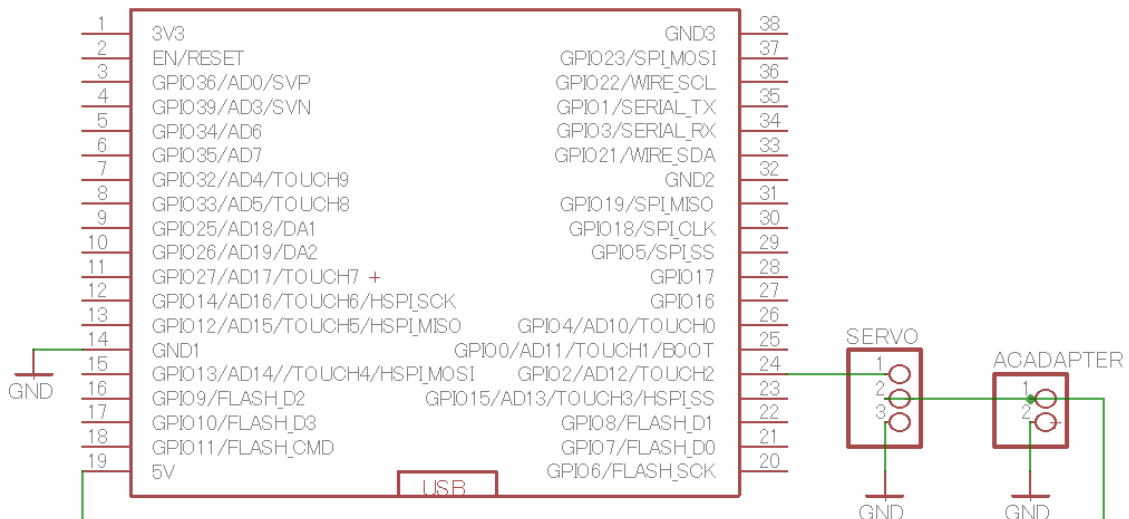 1 3V3 GND3 38
2 EN/RESET GPIO23/SPI_MOSI 37
3 GPIO36/AD0/SVP GPIO22/WIRE_SCL 36
4 GPIO39/AD3/SVN GPIO1/SERIAL_TX 35
5 GPIO34/AD6 GPIO3/SERIAL_RX 34
6 GPIO35/AD7 GPIO21/WIRE_SDA 33
7 GPIO32/AD4/TOUCH9 GND2 32
8 GPIO33/AD5/TOUCH8 GPIO19/SPI_MISO 31
9 GPIO25/AD18/DA1 GPIO18/SPI_CLK 30
10 GPIO26/AD19/DA2 GPIO5/SPI_SS 29
11 GPIO27/AD17/TOUCH7 GPIO17 28
12 GPIO14/AD16/TOUCH6/HSPI_SCK GPIO16 27
13 GPIO12/AD15/TOUCH5/HSPI_MISO GPIO4/AD10/TOUCH0 26
14 GND1 GPIO0/AD11/TOUCH1/BOOT 25
15 GPIO13/AD14//TOUCH4/HSPI_MOSI GPIO2/AD12/TOUCH2 24
16 GPIO9/FLASH_D2 GPIO15/AD13/TOUCH3/HSPI_SS 23
17 GPIO10/FLASH_D3 GPIO8/FLASH_D1 22
18 GPIO11/FLASH_CMD GPIO7/FLASH_D0 21
19 5V GPIO6/FLASH_SCK 20
USB
GND
SERVO
1
2
3
GND
ACADAPTER
1
2
GND